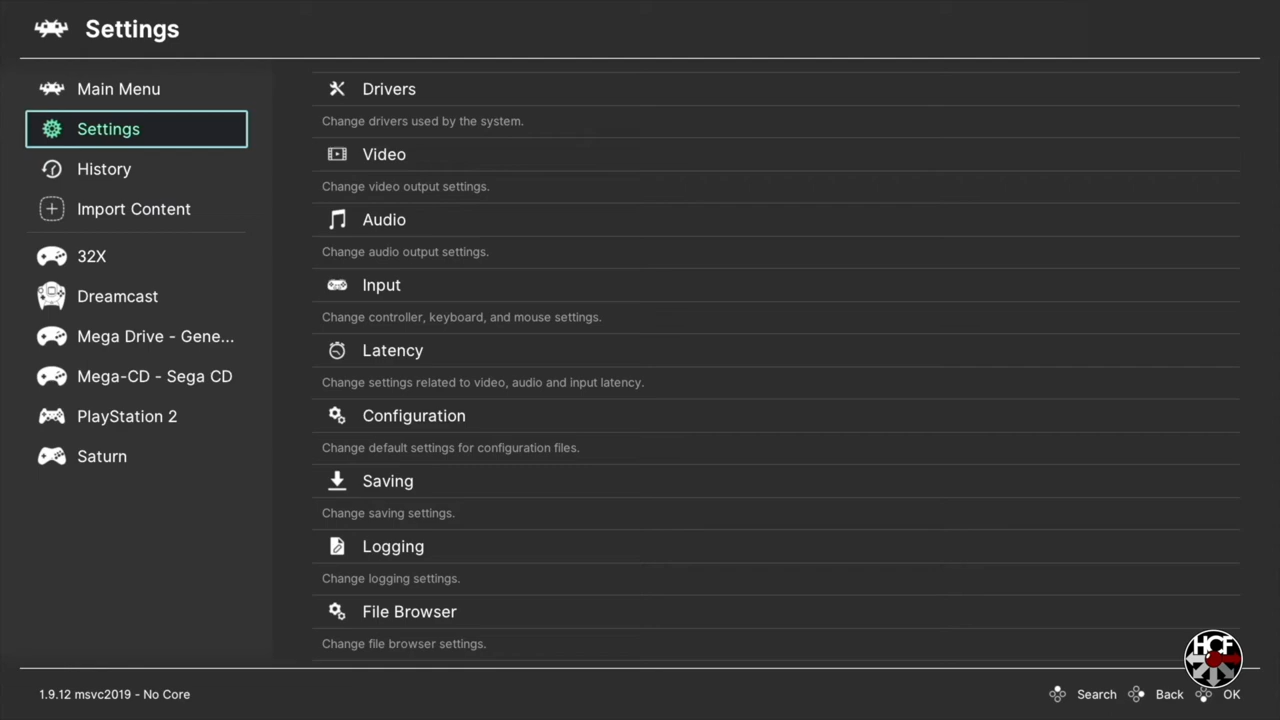 Settings
Main Menu
Settings
History
Import Content
32X
Dreamcast
Mega Drive - Gene...
Mega-CD - Sega CD
PlayStation 2
Saturn
Drivers
Change drivers used by the system.
Video
Change video output settings.
Audio
Change audio output settings.
Input
Change controller, keyboard, and mouse settings.
Latency
Change settings related to video, audio and input latency.
Configuration
Change default settings for configuration files.
Saving
Change saving settings.
Logging
Change logging settings.
File Browser
Change file browser settings.
HCF
1.9.12 msvc2019 - No Core
Search Back OK